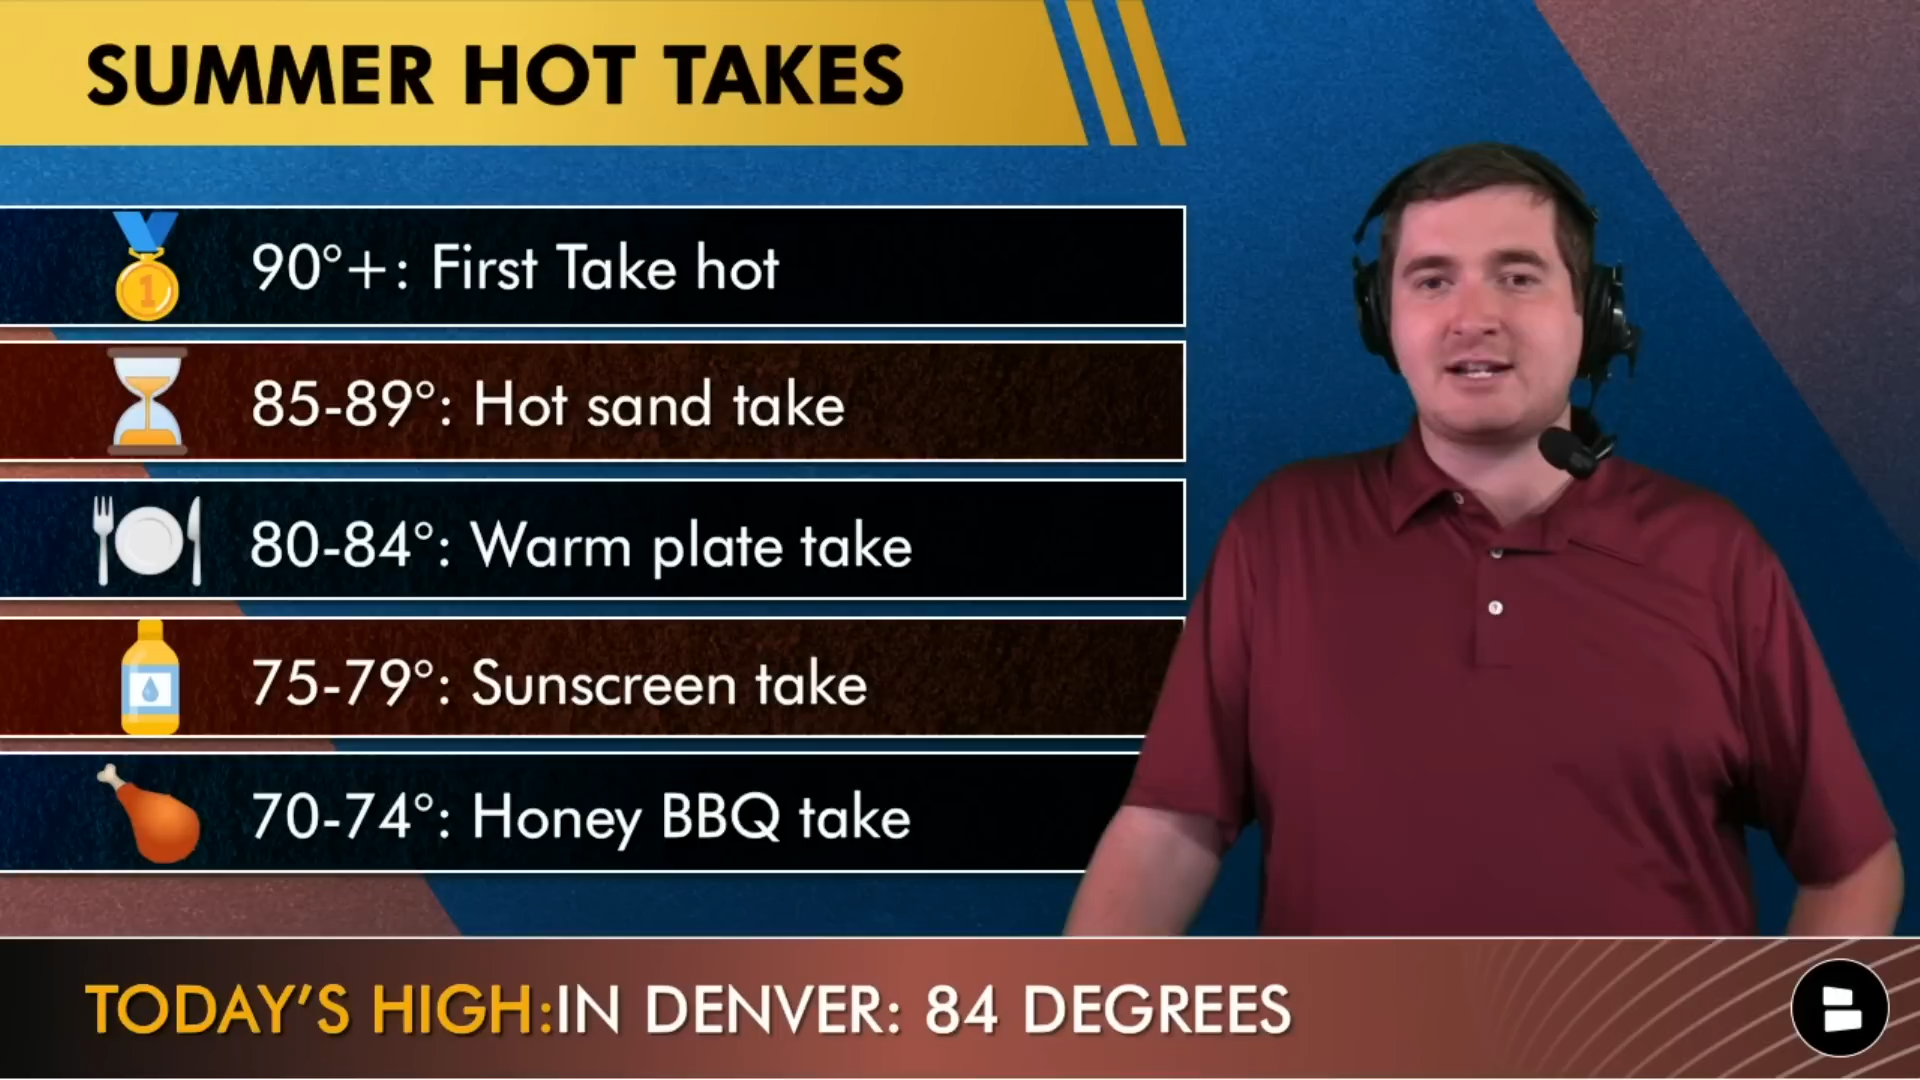 SUMMER HOT TAKES
1
90°+: First Take hot
85-89°: Hot sand take
80-84°: Warm plate take
75-79°: Sunscreen take
70-74°: Honey BBQ take
TODAY'S HIGH:IN DENVER: 84 DEGREES